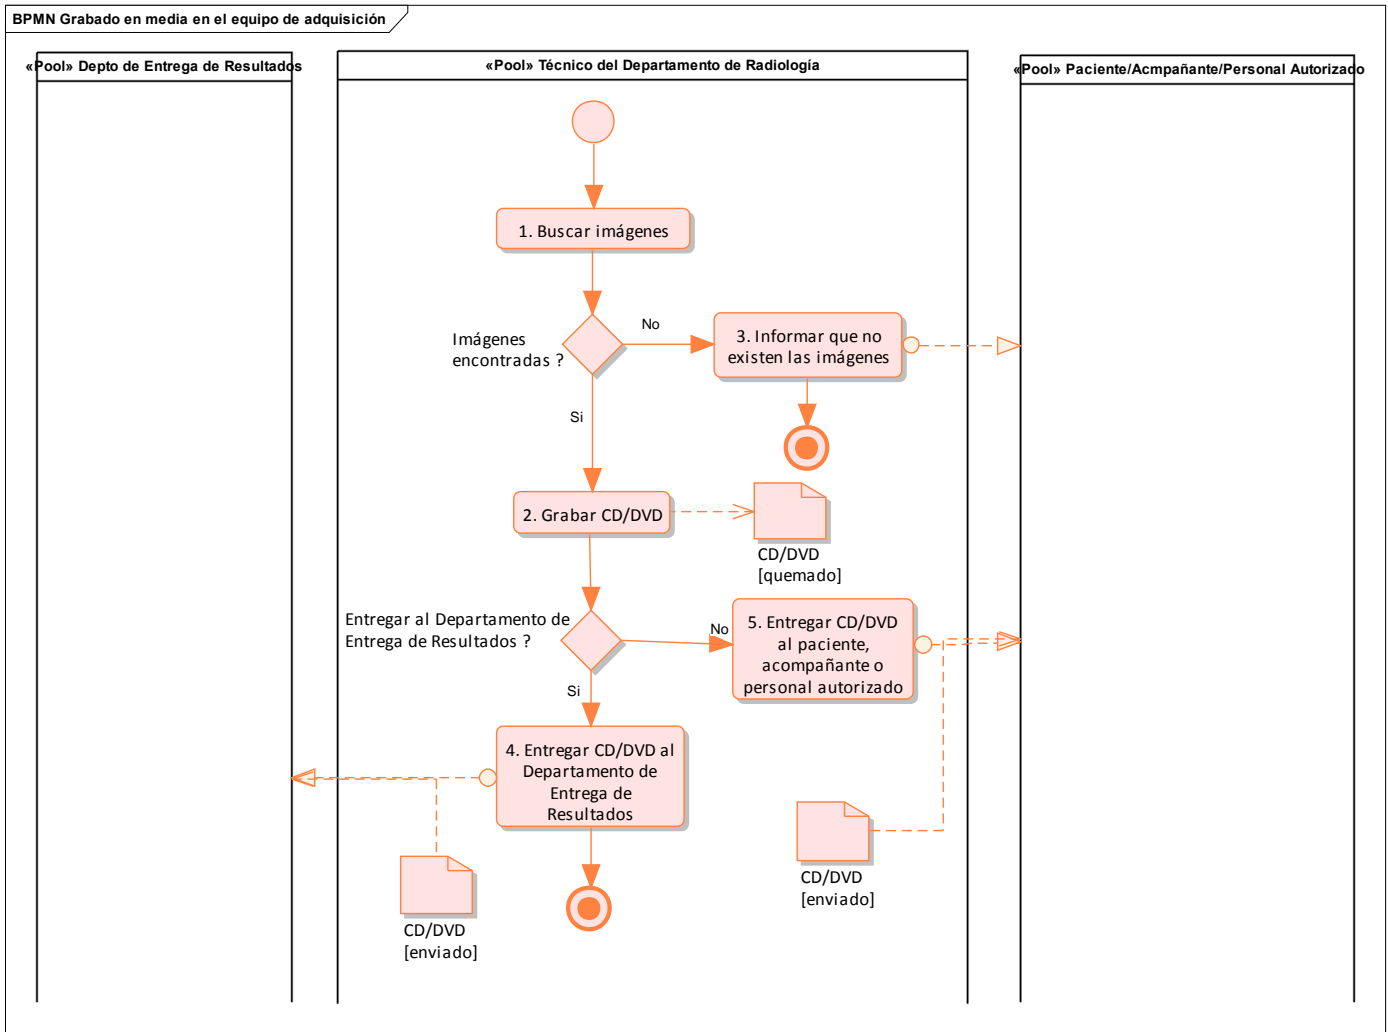 BPMN Grabado en media en el equipo de adquisición
«Pool» Depto de Entrega de Resultados
«Pool» Técnico del Departamento de Radiología
«Pool» Paciente/Acmpañante/Personal Autorizado
1. Buscar imágenes
Imágenes
encontradas ?
No
3. Informar que no
existen las imágenes
Si
2. Grabar CD/DVD
CD/DVD
[quemado]
Entregar al Departamento de
Entrega de Resultados ?
No
5. Entregar CD/DVD
al paciente,
acompañante o
personal autorizado
Si
4. Entregar CD/DVD al
Departamento de
Entrega de
Resultados
CD/DVD
[enviado]
CD/DVD
[enviado]